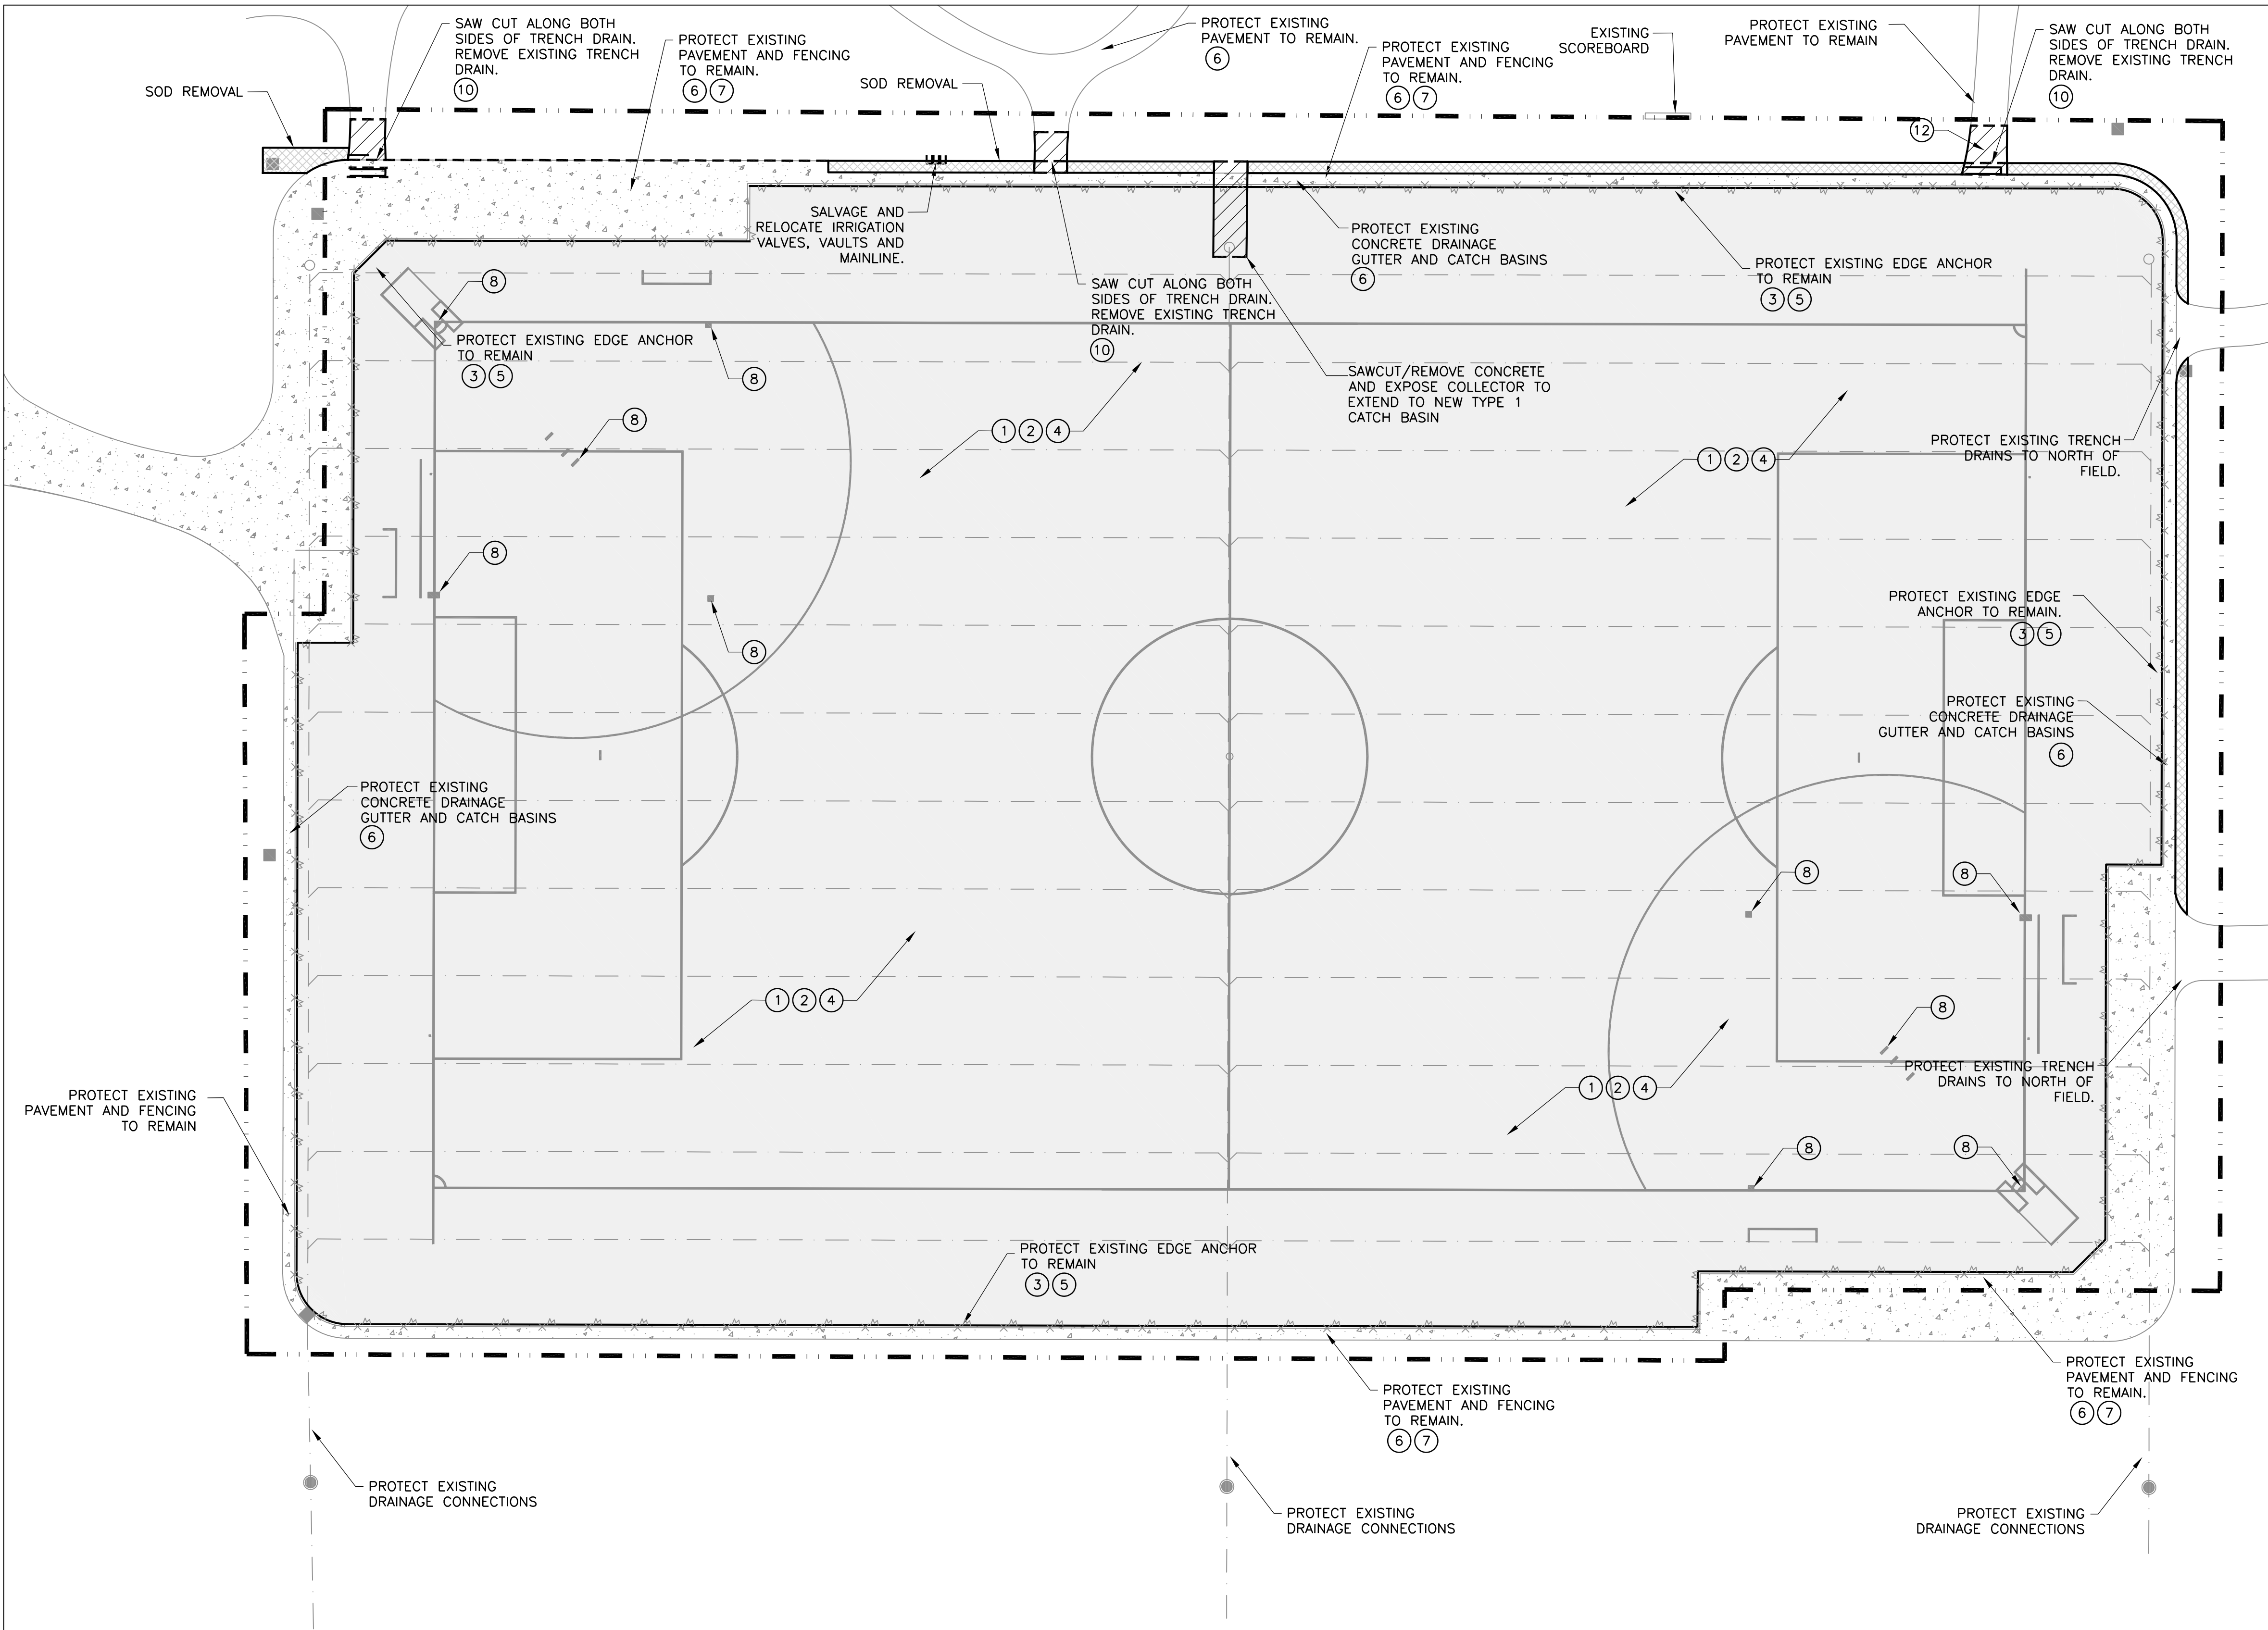 SAW CUT ALONG BOTH
SIDES OF TRENCH DRAIN.
REMOVE EXISTING TRENCH
DRAIN.
10
PROTECT EXISTING
PAVEMENT AND FENCING
TO REMAIN.
6 7
SOD REMOVAL
SOD REMOVAL
PROTECT EXISTING
PAVEMENT TO REMAIN.
6
PROTECT EXISTING
PAVEMENT AND FENCING
TO REMAIN.
6 7
EXISTING
SCOREBOARD
PROTECT EXISTING
PAVEMENT TO REMAIN
SAW CUT ALONG BOTH
SIDES OF TRENCH DRAIN.
REMOVE EXISTING TRENCH
DRAIN.
10
12
SALVAGE AND
RELOCATE IRRIGATION
VALVES, VAULTS AND
MAINLINE.
PROTECT EXISTING
CONCRETE DRAINAGE
GUTTER AND CATCH BASINS
6
PROTECT EXISTING EDGE ANCHOR
TO REMAIN
3 5
8
SAW CUT ALONG BOTH
SIDES OF TRENCH DRAIN.
REMOVE EXISTING TRENCH
DRAIN.
10
PROTECT EXISTING EDGE ANCHOR
TO REMAIN
3 5
8
SAWCUT/REMOVE CONCRETE
AND EXPOSE COLLECTOR TO
EXTEND TO NEW TYPE 1
CATCH BASIN
8
1 2 4
1 2 4
PROTECT EXISTING TRENCH
DRAINS TO NORTH OF
FIELD.
8
8
PROTECT EXISTING EDGE
ANCHOR TO REMAIN.
3 5
PROTECT EXISTING
CONCRETE DRAINAGE
GUTTER AND CATCH BASINS
6
PROTECT EXISTING
CONCRETE DRAINAGE
GUTTER AND CATCH BASINS
6
8
8
1 2 4
8
PROTECT EXISTING TRENCH
DRAINS TO NORTH OF
FIELD.
1 2 4
PROTECT EXISTING
PAVEMENT AND FENCING
TO REMAIN
8
8
PROTECT EXISTING EDGE ANCHOR
TO REMAIN
3 5
PROTECT EXISTING
PAVEMENT AND FENCING
TO REMAIN.
6 7
PROTECT EXISTING
PAVEMENT AND FENCING
TO REMAIN.
6 7
PROTECT EXISTING
DRAINAGE CONNECTIONS
PROTECT EXISTING
DRAINAGE CONNECTIONS
PROTECT EXISTING
DRAINAGE CONNECTIONS